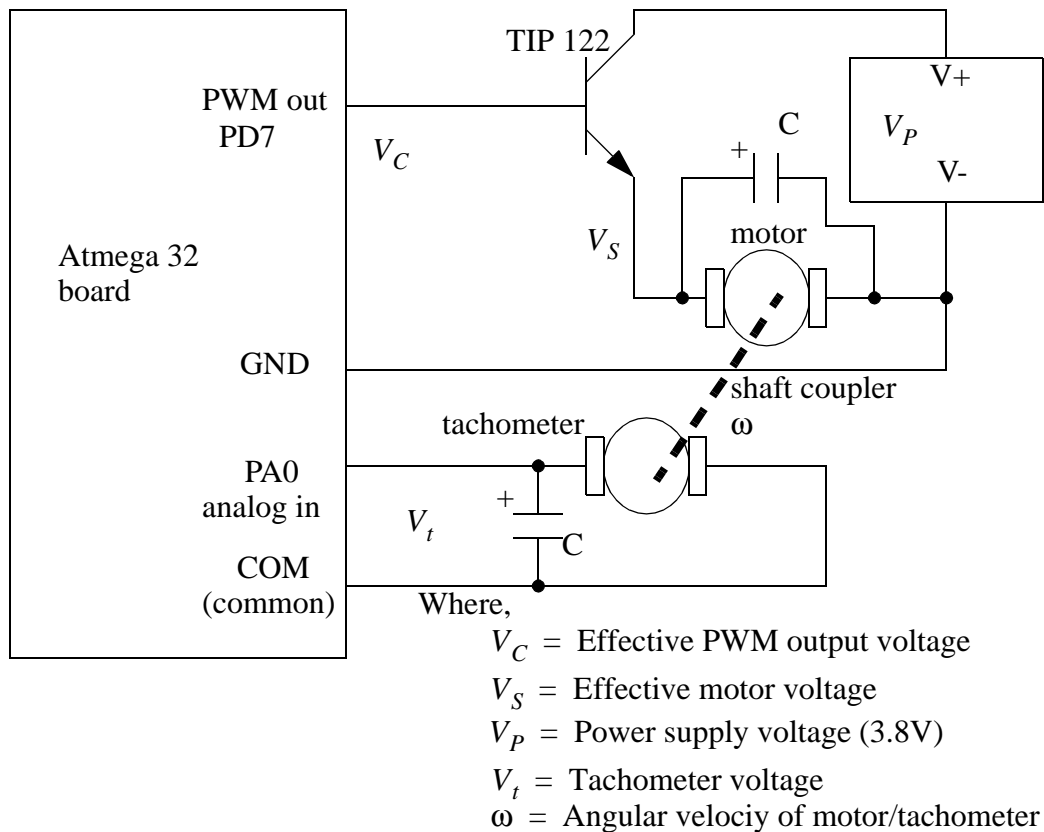 TIP 122
V+
PWM out
PD7
V_C
C
+
V_P
V-
V_S
motor
Atmega 32
board
GND
shaft coupler
ω
tachometer
PA0
analog in
+
V_t
C
COM
(common)
Where,
V_C = Effective PWM output voltage
V_S = Effective motor voltage
V_P = Power supply voltage (3.8V)
V_t = Tachometer voltage
ω = Angular velociy of motor/tachometer